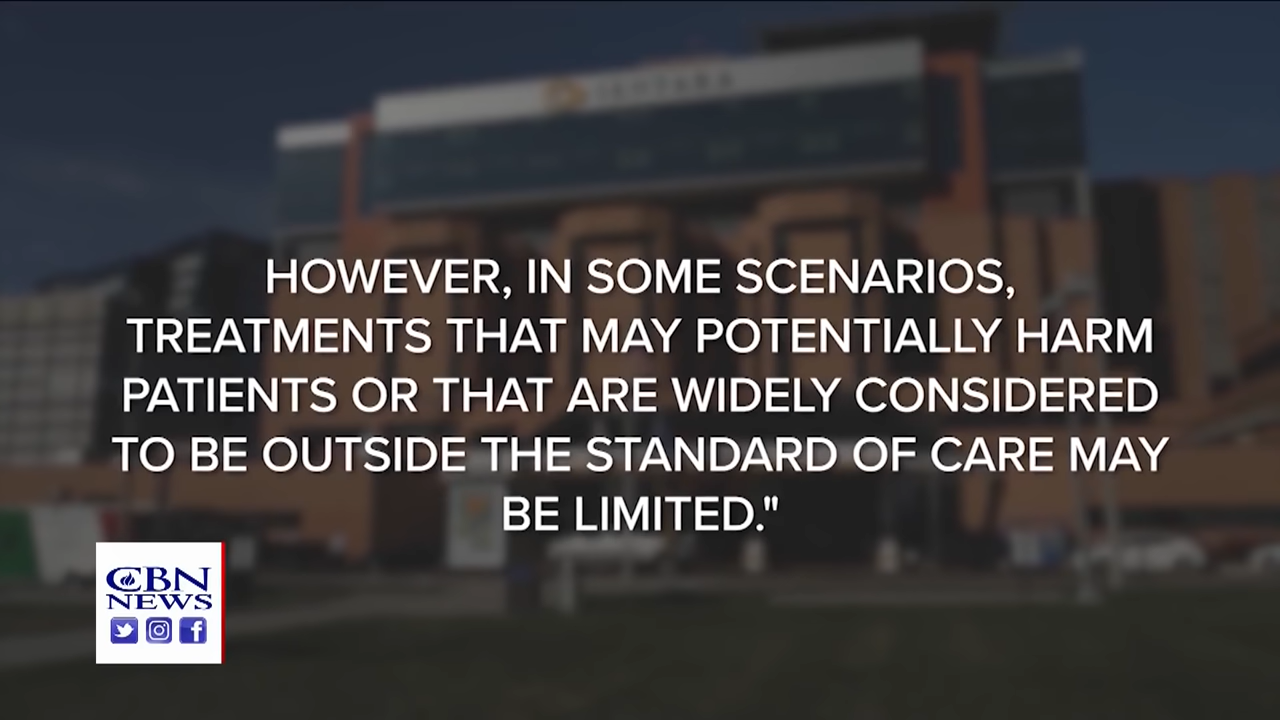 HOWEVER, IN SOME SCENARIOS,
TREATMENTS THAT MAY POTENTIALLY HARM
PATIENTS OR THAT ARE WIDELY CONSIDERED
TO BE OUTSIDE THE STANDARD OF CARE MAY
BE LIMITED."
CBN
NEWS